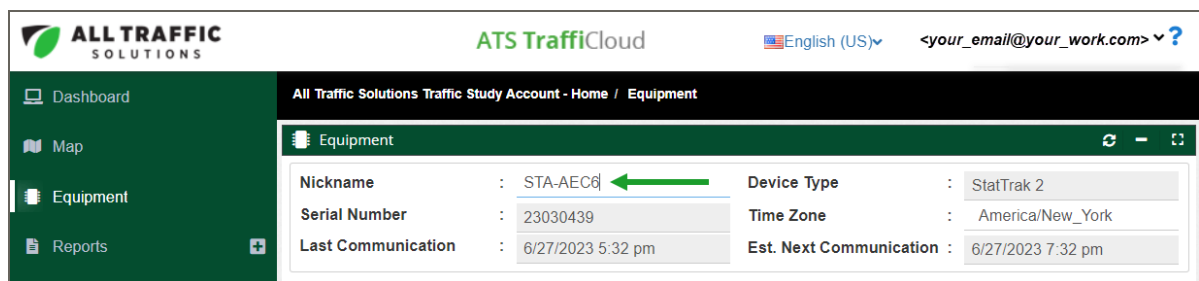 ALL TRAFFIC
SOLUTIONS
ATS TraffiCloud
English (US)
<your_email@your_work.com>
?
Dashboard
All Traffic Solutions Traffic Study Account - Home / Equipment
Map
Equipment
Equipment
Reports
Nickname : STA-AEC6
Device Type : StatTrak 2
Serial Number : 23030439
Time Zone : America/New_York
Last Communication : 6/27/2023 5:32 pm
Est. Next Communication : 6/27/2023 7:32 pm